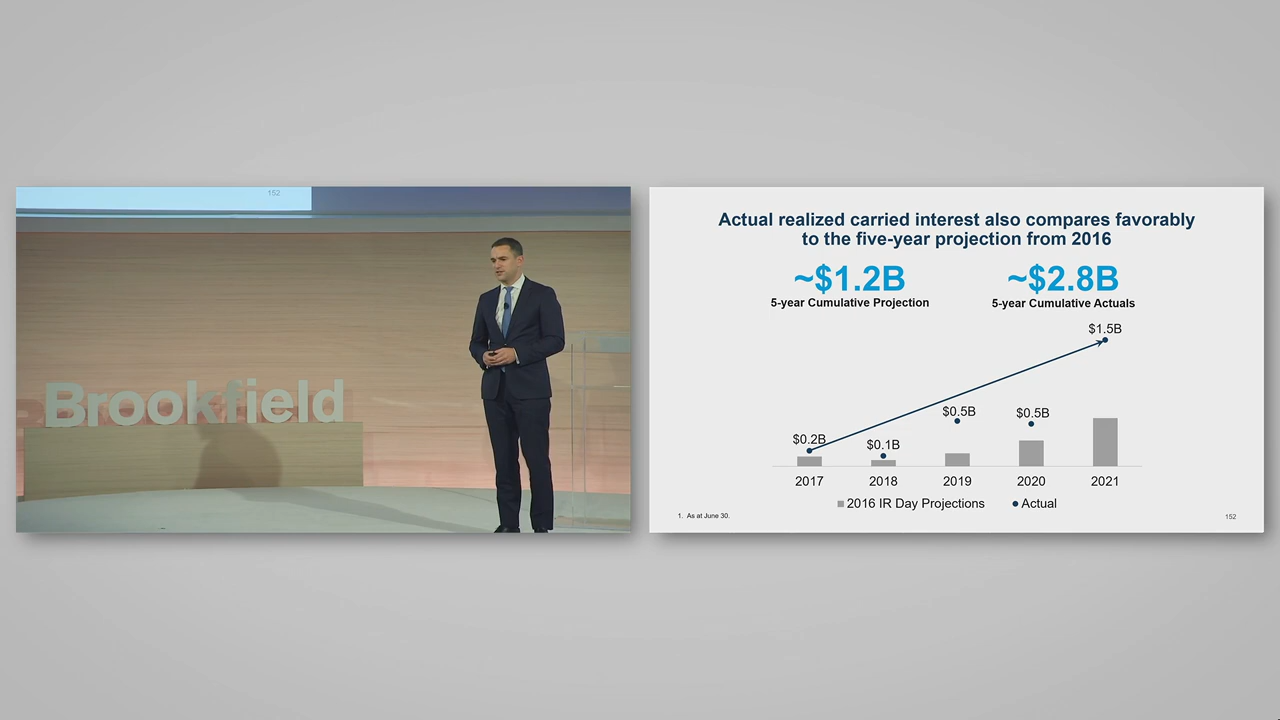 152
Brookfield
Actual realized carried interest also compares favorably
to the five-year projection from 2016
~$1.2B
5-year Cumulative Projection
~$2.8B
5-year Cumulative Actuals
$1.5B
$0.2B
$0.1B
$0.5B
$0.5B
2017 2018 2019 2020 2021
2016 IR Day Projections Actual
1. As at June 30.
152